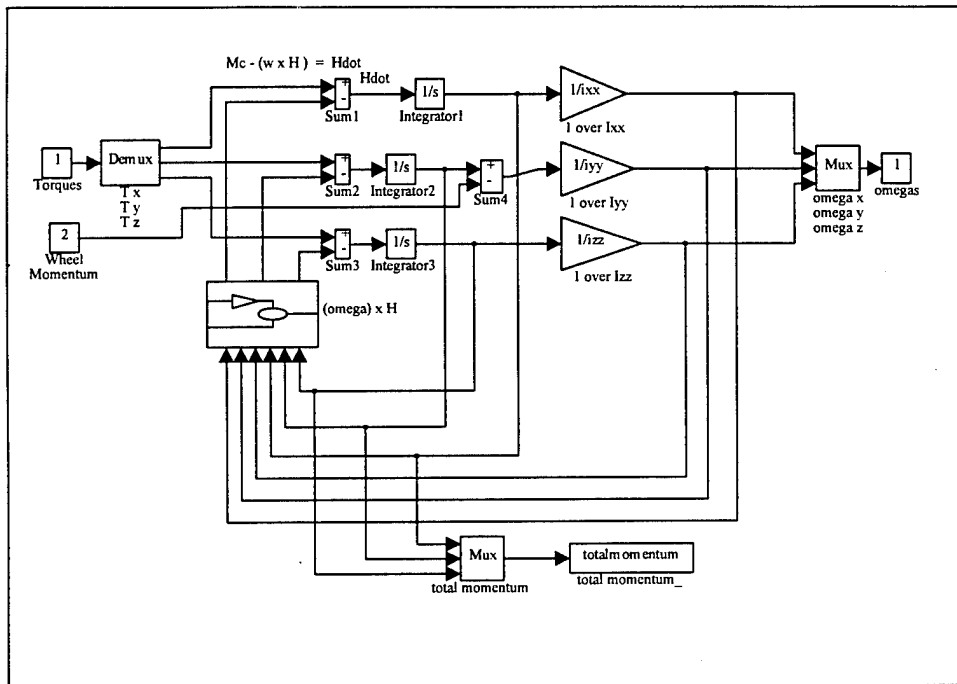 Mc - (w x H ) = Hdot
Hdot
+
-
Sum1
1/s
Integrator1
1/ixx
1 over Ixx
1
Torques
Demux
T x
T y
T z
+
-
Sum2
1/s
Integrator2
+
-
Sum4
1/iyy
1 over Iyy
Mux
omega x
omega y
omega z
1
omegas
2
Wheel
Momentum
+
-
Sum3
1/s
Integrator3
1/izz
1 over Izz
(omega) x H
Mux
total momentum
totalmomentum
total momentum_